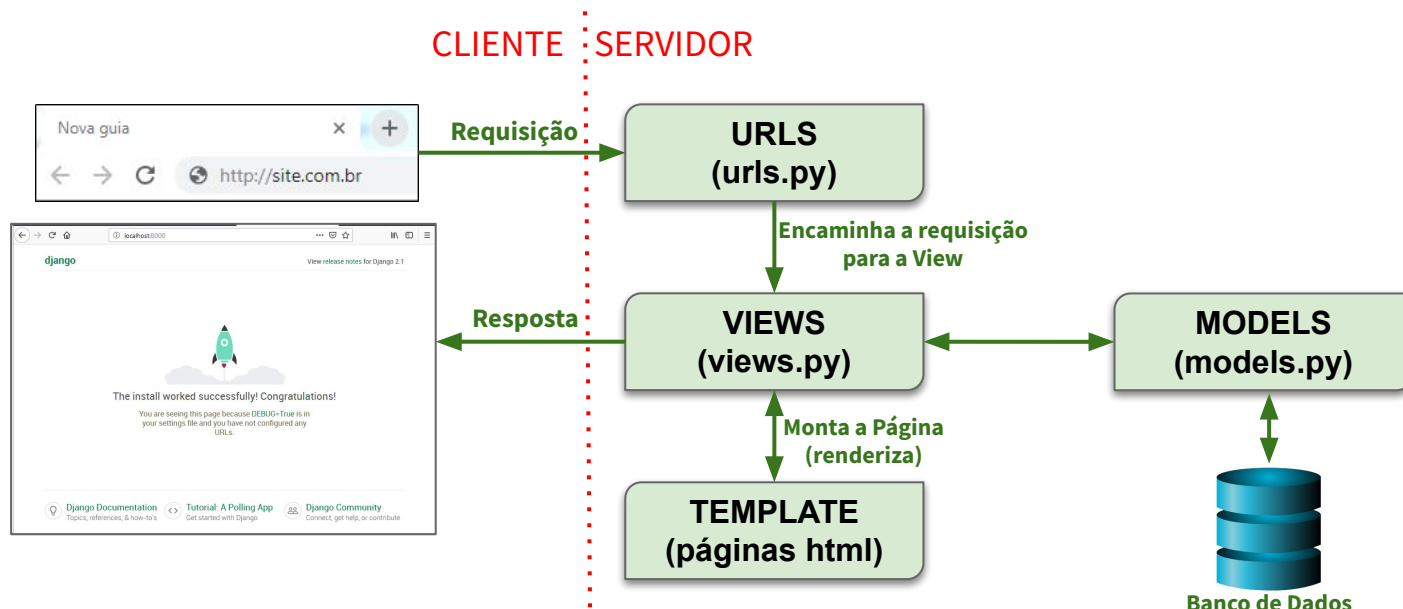 CLIENTE
SERVIDOR
Nova guia
http://site.com.br
Requisição
URLS
(urls.py)
Encaminha a requisição
para a View
localhost:8000
django
View release notes for Django 2.1
The install worked successfully! Congratulations!
You are seeing this page because DEBUG=True is in
your settings file and you have not configured any
URLs.
Django Documentation
Topics, references, & how-to's
Tutorial: A Polling App
Get started with Django
Django Community
Connect, get help, or contribute
Resposta
VIEWS
(views.py)
MODELS
(models.py)
Monta a Página
(renderiza)
TEMPLATE
(páginas html)
Banco de Dados